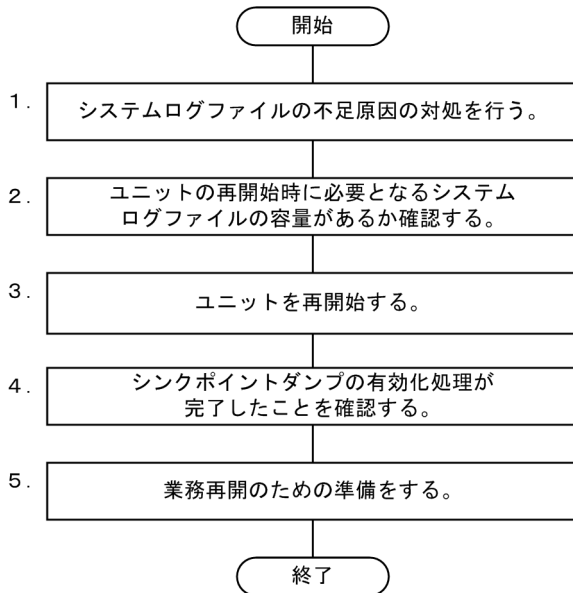 開始
1.
システムログファイルの不足原因の対処を行う。
2.
ユニットの再開始時に必要となるシステム
ログファイルの容量があるか確認する。
3.
ユニットを再開始する。
4.
シンクポイントダンプの有効化処理が
完了したことを確認する。
5.
業務再開のための準備をする。
終了